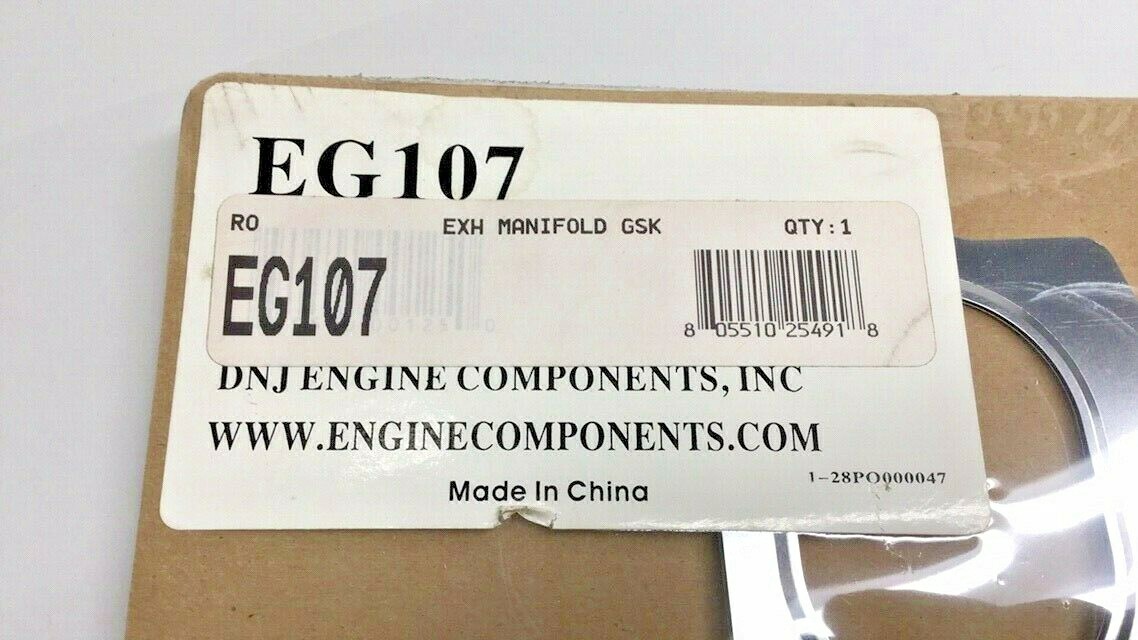 EG107
RO EXH MANIFOLD GSK QTY:1
EG107
8 05510 25491 8
DNJ ENGINE COMPONENTS, INC
WWW.ENGINECOMPONENTS.COM
1-28PO000047
Made In China